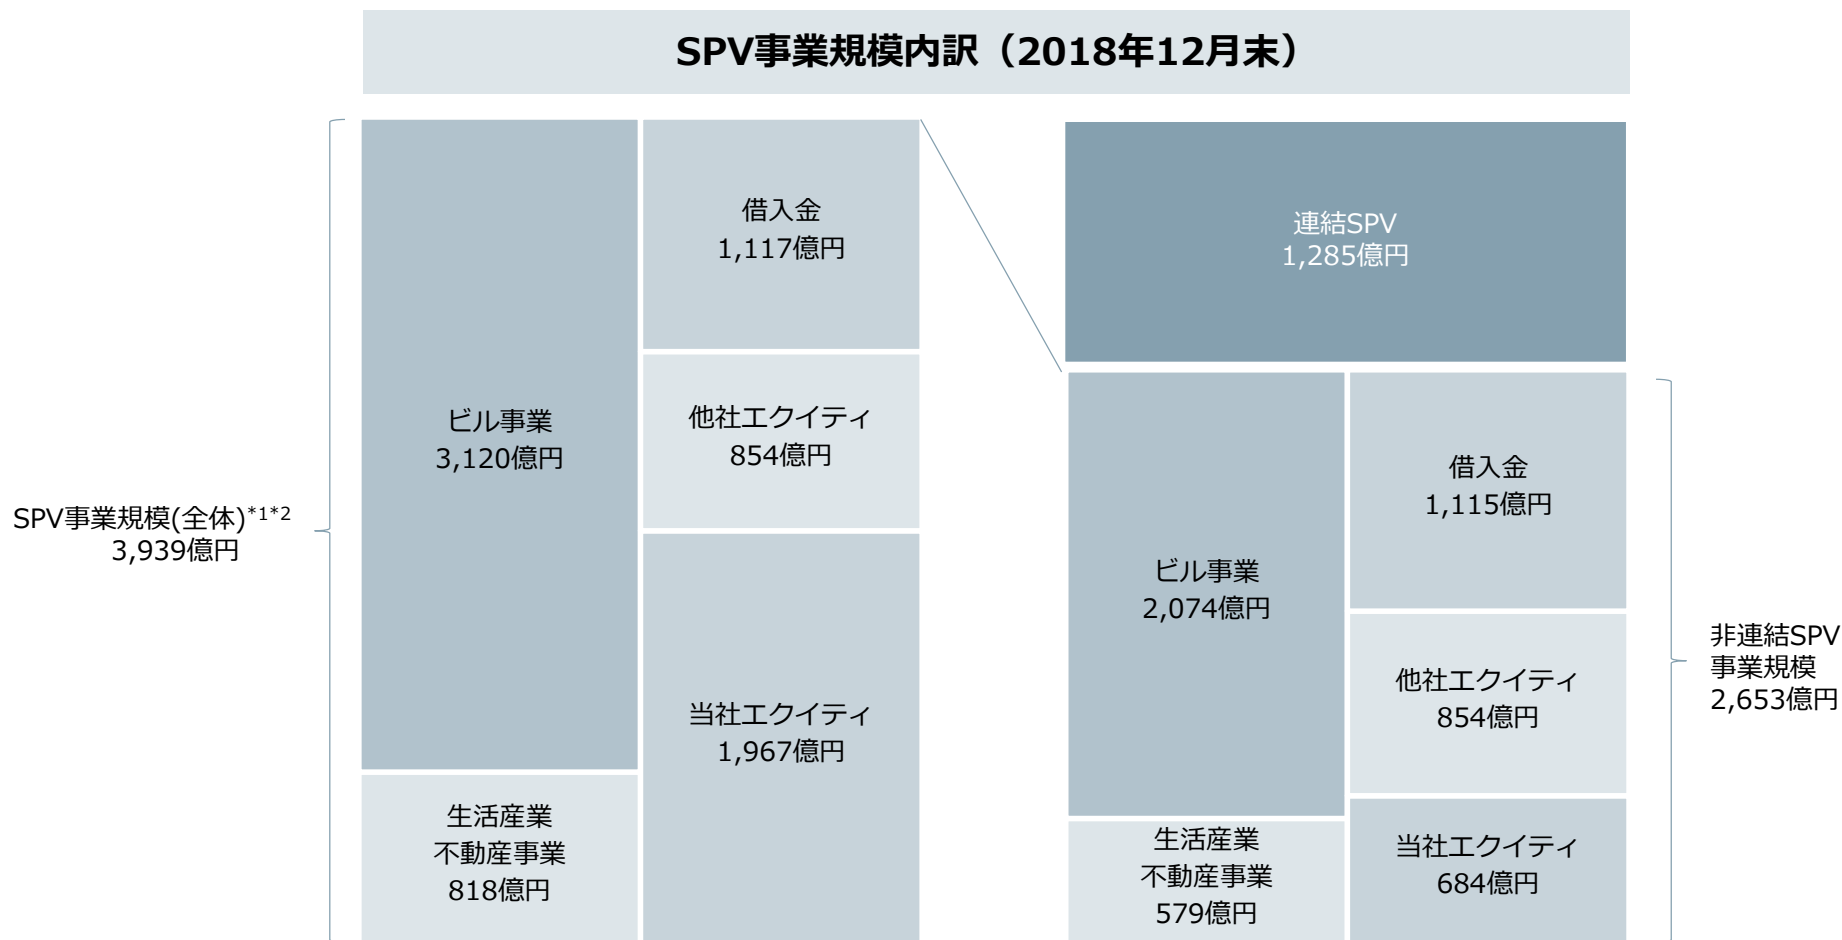 SPV事業規模内訳（2018年12月末）
SPV事業規模(全体)*1*2
3,939億円
ビル事業
3,120億円
生活産業
不動産事業
818億円
借入金
1,117億円
他社エクイティ
854億円
当社エクイティ
1,967億円
連結SPV
1,285億円
ビル事業
2,074億円
生活産業
不動産事業
579億円
借入金
1,115億円
他社エクイティ
854億円
当社エクイティ
684億円
非連結SPV
事業規模
2,653億円